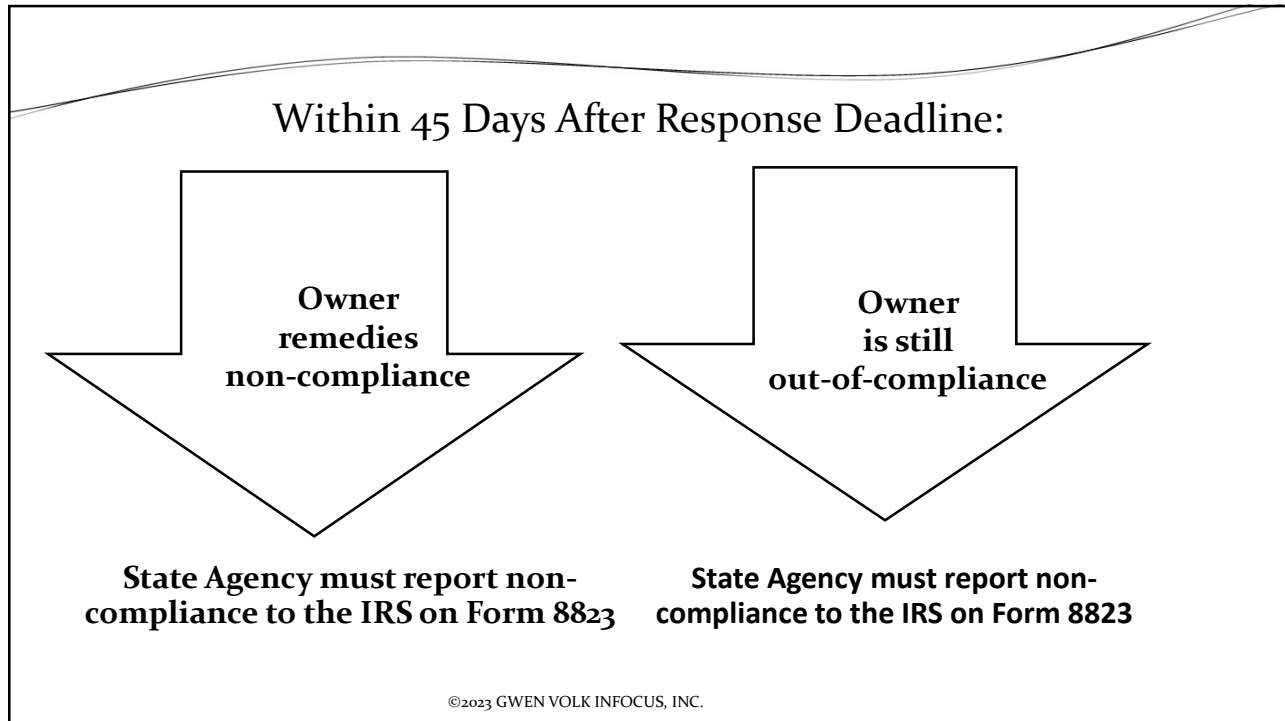 Within 45 Days After Response Deadline:
Owner
remedies
non-compliance
Owner
is still
out-of-compliance
State Agency must report non-
compliance to the IRS on Form 8823
State Agency must report non-
compliance to the IRS on Form 8823
©2023 GWEN VOLK INFOCUS, INC.